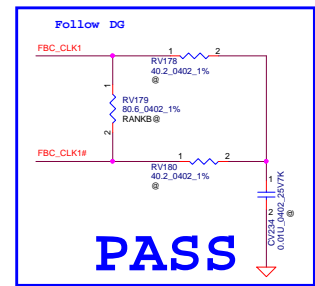 Follow DG
FBC_CLK1
1
2
RV178
40.2_0402_1%
@
1
RV179
80.6_0402_1%
RANKB@
2
FBC_CLK1#
1
2
RV180
40.2_0402_1%
@
1
2
CV234
0.01U_0402_25V7K
@
PASS